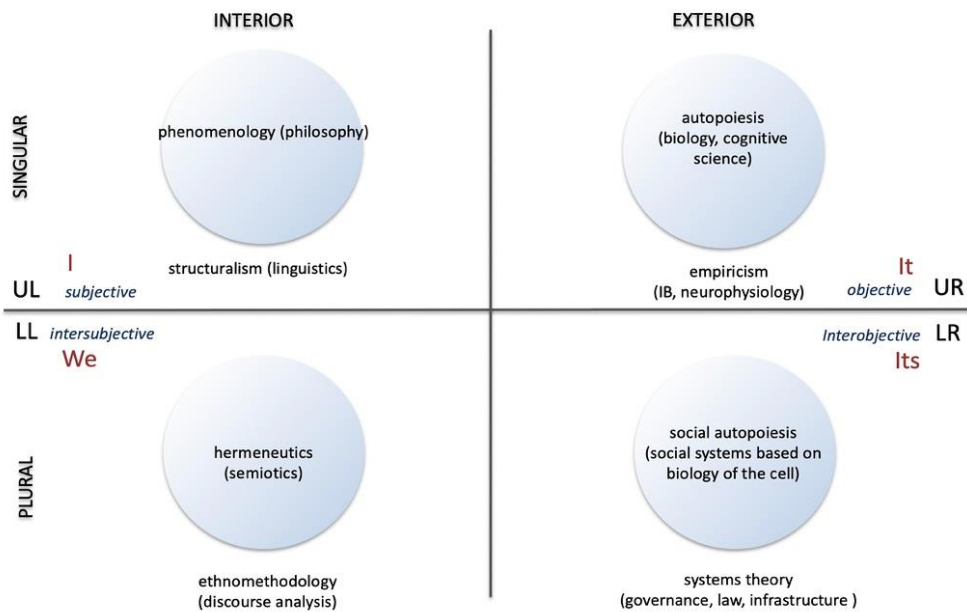 INTERIOR
EXTERIOR
SINGULAR
phenomenology (philosophy)
autopoiesis
(biology, cognitive
science)
structuralism (linguistics)
empiricism
(IB, neurophysiology)
I
UL
subjective
It
objective
UR
LL
intersubjective
We
Interobjective
LR
Its
PLURAL
hermeneutics
(semiotics)
social autopoiesis
(social systems based on
biology of the cell)
ethnomethodology
(discourse analysis)
systems theory
(governance, law, infrastructure )